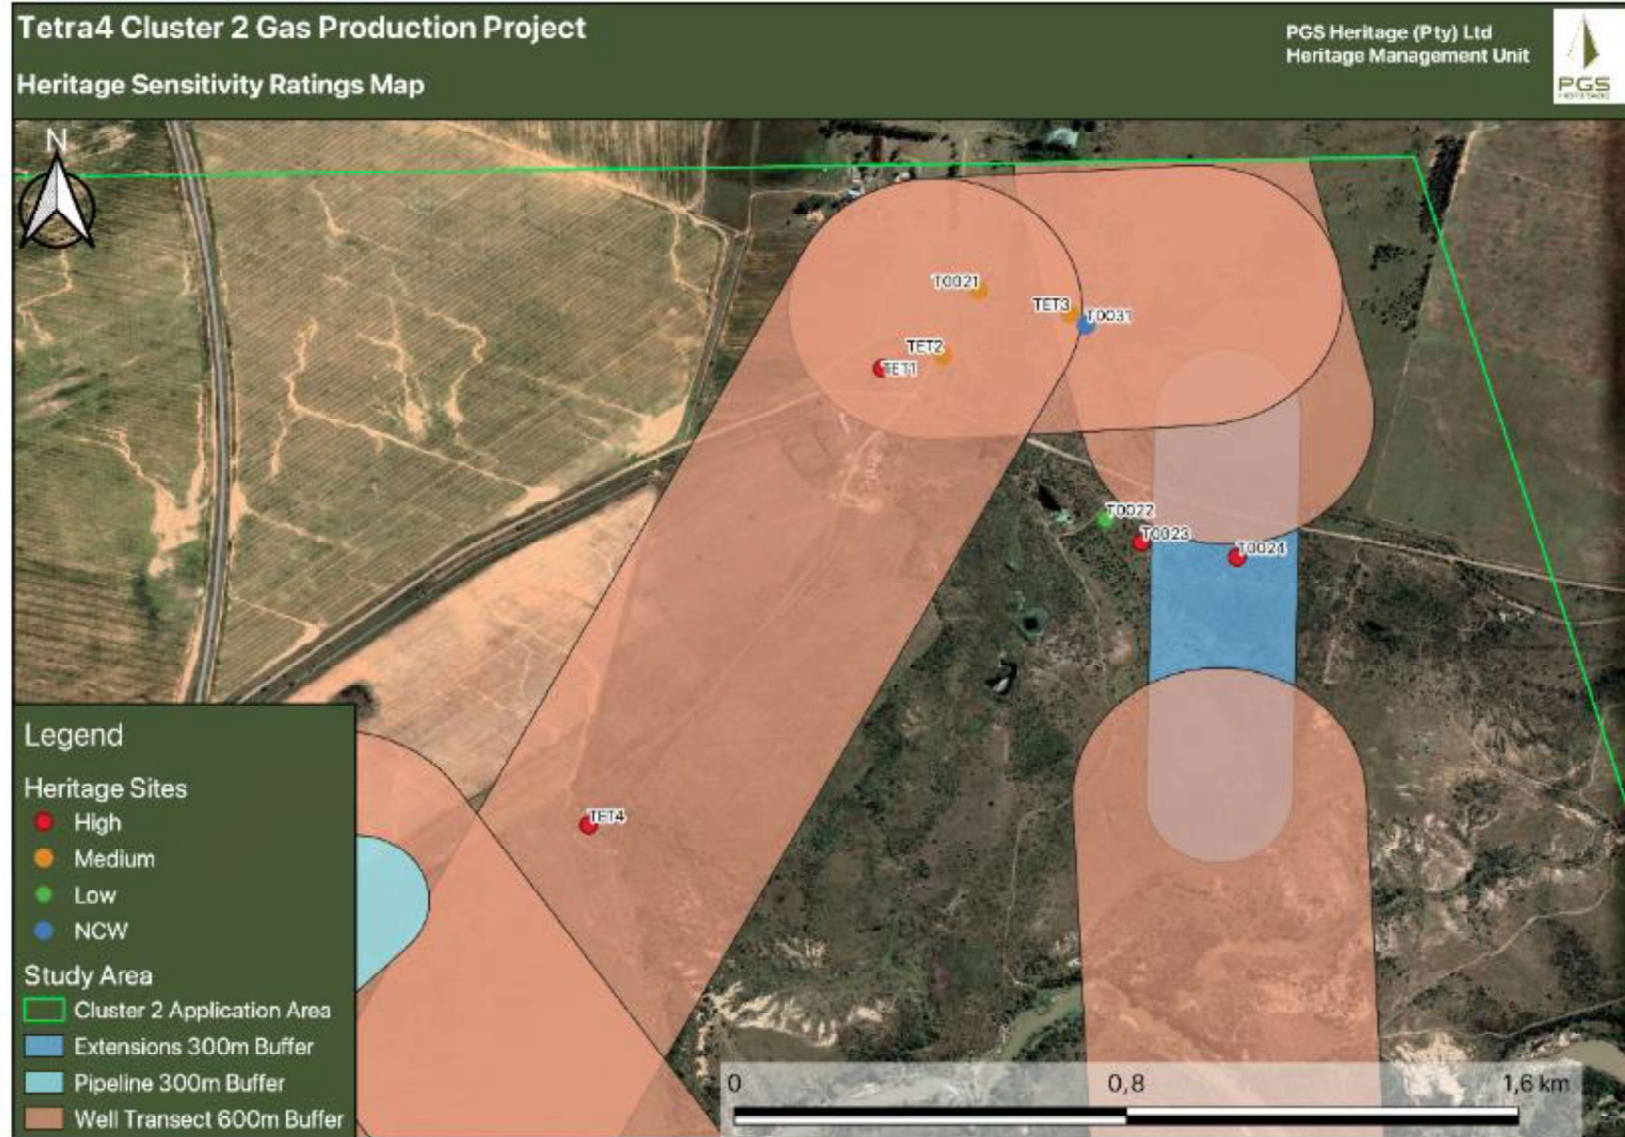 Tetra4 Cluster 2 Gas Production Project
Heritage Sensitivity Ratings Map
PGS Heritage (Pty) Ltd
Heritage Management Unit
PGS
N
T0021
TET3
T0031
TET2
TET1
T0022
T0023
T0024
TET4
Legend
Heritage Sites
High
Medium
Low
NCW
Study Area
Cluster 2 Application Area
Extensions 300m Buffer
Pipeline 300m Buffer
Well Transect 600m Buffer
0 0,8 1,6 km